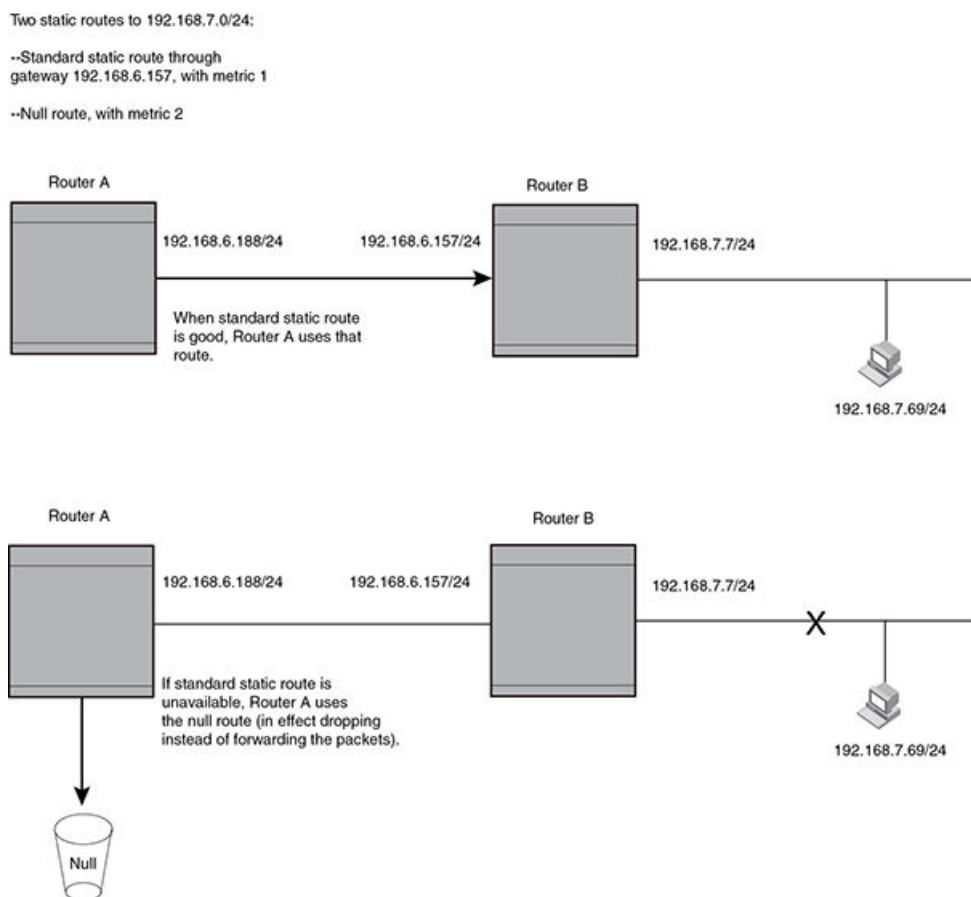 Two static routes to 192.168.7.0/24:
--Standard static route through
gateway 192.168.6.157, with metric 1
--Null route, with metric 2
Router A
Router B
192.168.6.188/24
192.168.6.157/24
192.168.7.7/24
When standard static route
is good, Router A uses that
route.
192.168.7.69/24
Router A
Router B
192.168.6.188/24
192.168.6.157/24
192.168.7.7/24
X
If standard static route is
unavailable, Router A uses
the null route (in effect dropping
instead of forwarding the packets).
192.168.7.69/24
Null